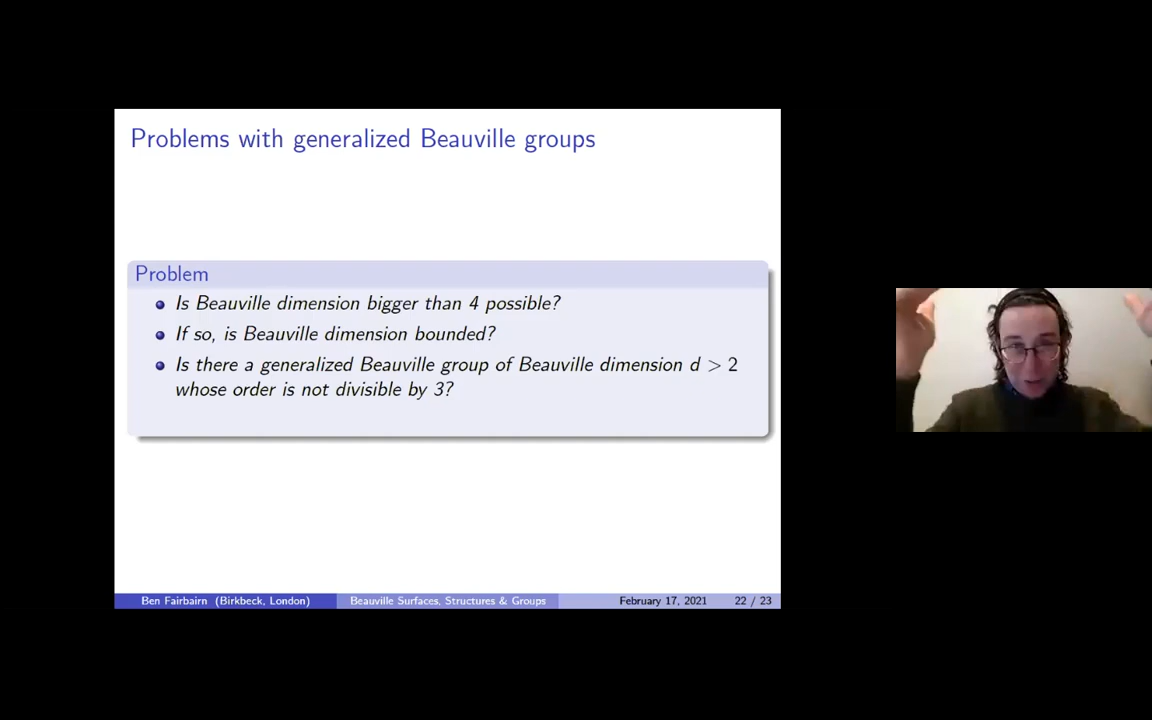 Problems with generalized Beauville groups
Problem
Is Beauville dimension bigger than 4 possible?
If so, is Beauville dimension bounded?
Is there a generalized Beauville group of Beauville dimension d > 2
whose order is not divisible by 3?
Ben Fairbairn (Birkbeck, London) Beauville Surfaces, Structures & Groups February 17, 2021 22 / 23